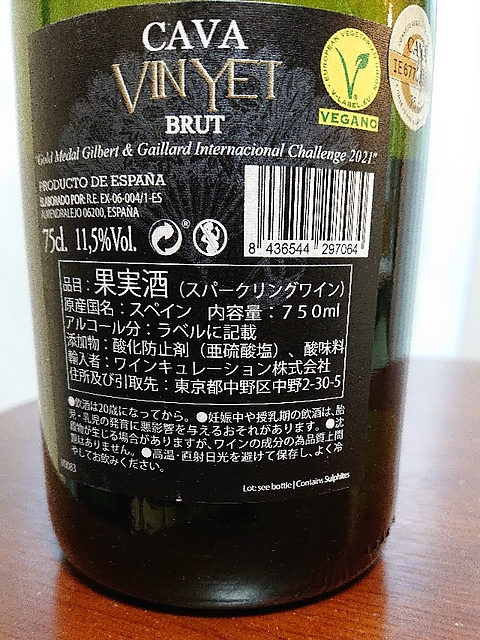 CAVA
VINYET
BRUT
EUROPEAN VEGETARIAN
V-LABEL.EU
VEGANO
"Gold Medal Gilbert & Gaillard Internacional Challenge 2021"
PRODUCTO DE ESPAÑA
ELABORADO POR: R.E. EX-06-004/1-ES
ALMENDRALEJO 06200, ESPAÑA
75cl. 11,5%Vol.
8 436544 297064
品目：果実酒（スパークリングワイン）
原産国名：スペイン 内容量：７５０ml
アルコール分：ラベルに記載
添加物：酸化防止剤（亜硫酸塩）、酸味料
輸入者：ワインキュレーション株式会社
住所及び引取先：東京都中野区中野2-30-5
●飲酒は20歳になってから。●妊娠中や授乳期の飲酒は、胎
児・乳児の発育に悪影響を与えるおそれがあります。●沈
殿物が生じる場合がありますが、ワインの成分の為品質上問
題はありません。●高温・直射日光を避けて保存し、よく冷
やしてお飲みください。
Lot: see bottle | Contains Sulphites